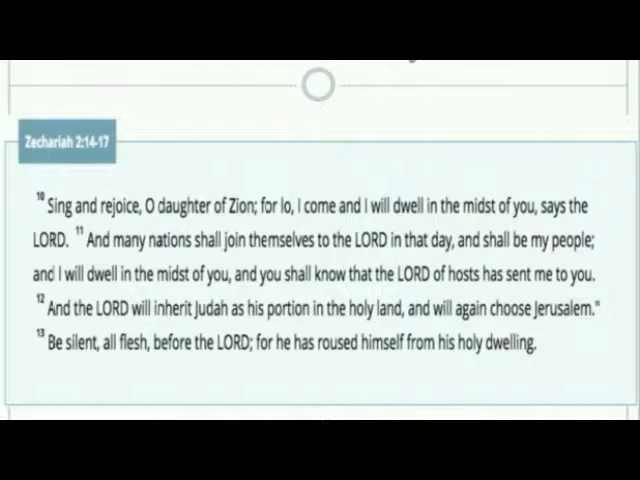 Zechariah 2:14-17
10 Sing and rejoice, O daughter of Zion; for lo, I come and I will dwell in the midst of you, says the
LORD. 11 And many nations shall join themselves to the LORD in that day, and shall be my people;
and I will dwell in the midst of you, and you shall know that the LORD of hosts has sent me to you.
12 And the LORD will inherit Judah as his portion in the holy land, and will again choose Jerusalem."
13 Be silent, all flesh, before the LORD; for he has roused himself from his holy dwelling.